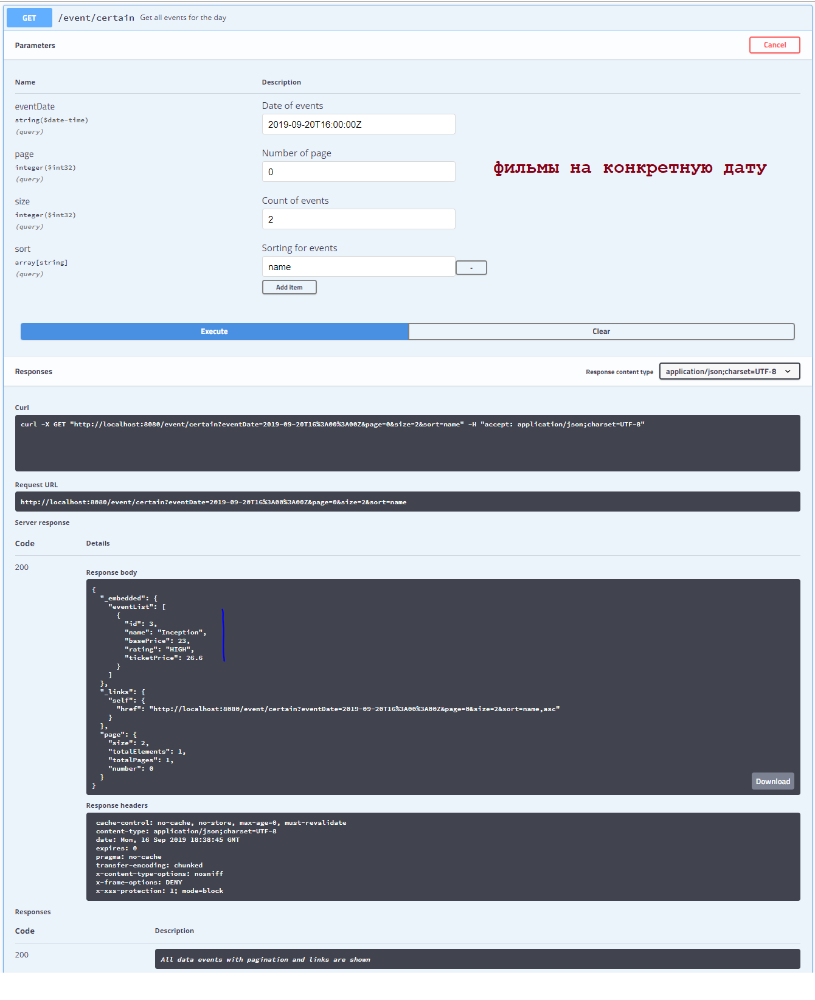 GET /event/certain Get all events for the day
Parameters
Cancel
Name Description
eventDate
string($date-time)
(query)
Date of events
2019-09-20T16:00:00Z
page
integer($int32)
(query)
Number of page
0
фильмы на конкретную дату
size
integer($int32)
(query)
Count of events
2
sort
array[string]
(query)
Sorting for events
name
-
Add item
Execute Clear
Responses
Response content type application/json;charset=UTF-8
Curl
curl -X GET "http://localhost:8080/event/certain?eventDate=2019-09-20T16%3A00%3A00Z&page=0&size=2&sort=name" -H "accept: application/json;charset=UTF-8"
Request URL
http://localhost:8080/event/certain?eventDate=2019-09-20T16%3A00%3A00Z&page=0&size=2&sort=name
Server response
Code Details
200
Response body
{
"_embedded": {
"eventList": [
{
"id": 3,
"name": "Inception",
"basePrice": 23,
"rating": "HIGH",
"ticketPrice": 26.6
}
]
},
"_links": {
"self": {
"href": "http://localhost:8080/event/certain?eventDate=2019-09-20T16%3A00%3A00Z&page=0&size=2&sort=name,asc"
}
},
"page": {
"size": 2,
"totalElements": 1,
"totalPages": 1,
"number": 0
}
}
Download
Response headers
cache-control: no-cache, no-store, max-age=0, must-revalidate
content-type: application/json;charset=UTF-8
date: Mon, 16 Sep 2019 18:38:45 GMT
expires: 0
pragma: no-cache
transfer-encoding: chunked
x-content-type-options: nosniff
x-frame-options: DENY
x-xss-protection: 1; mode=block
Responses
Code Description
200
All data events with pagination and links are shown